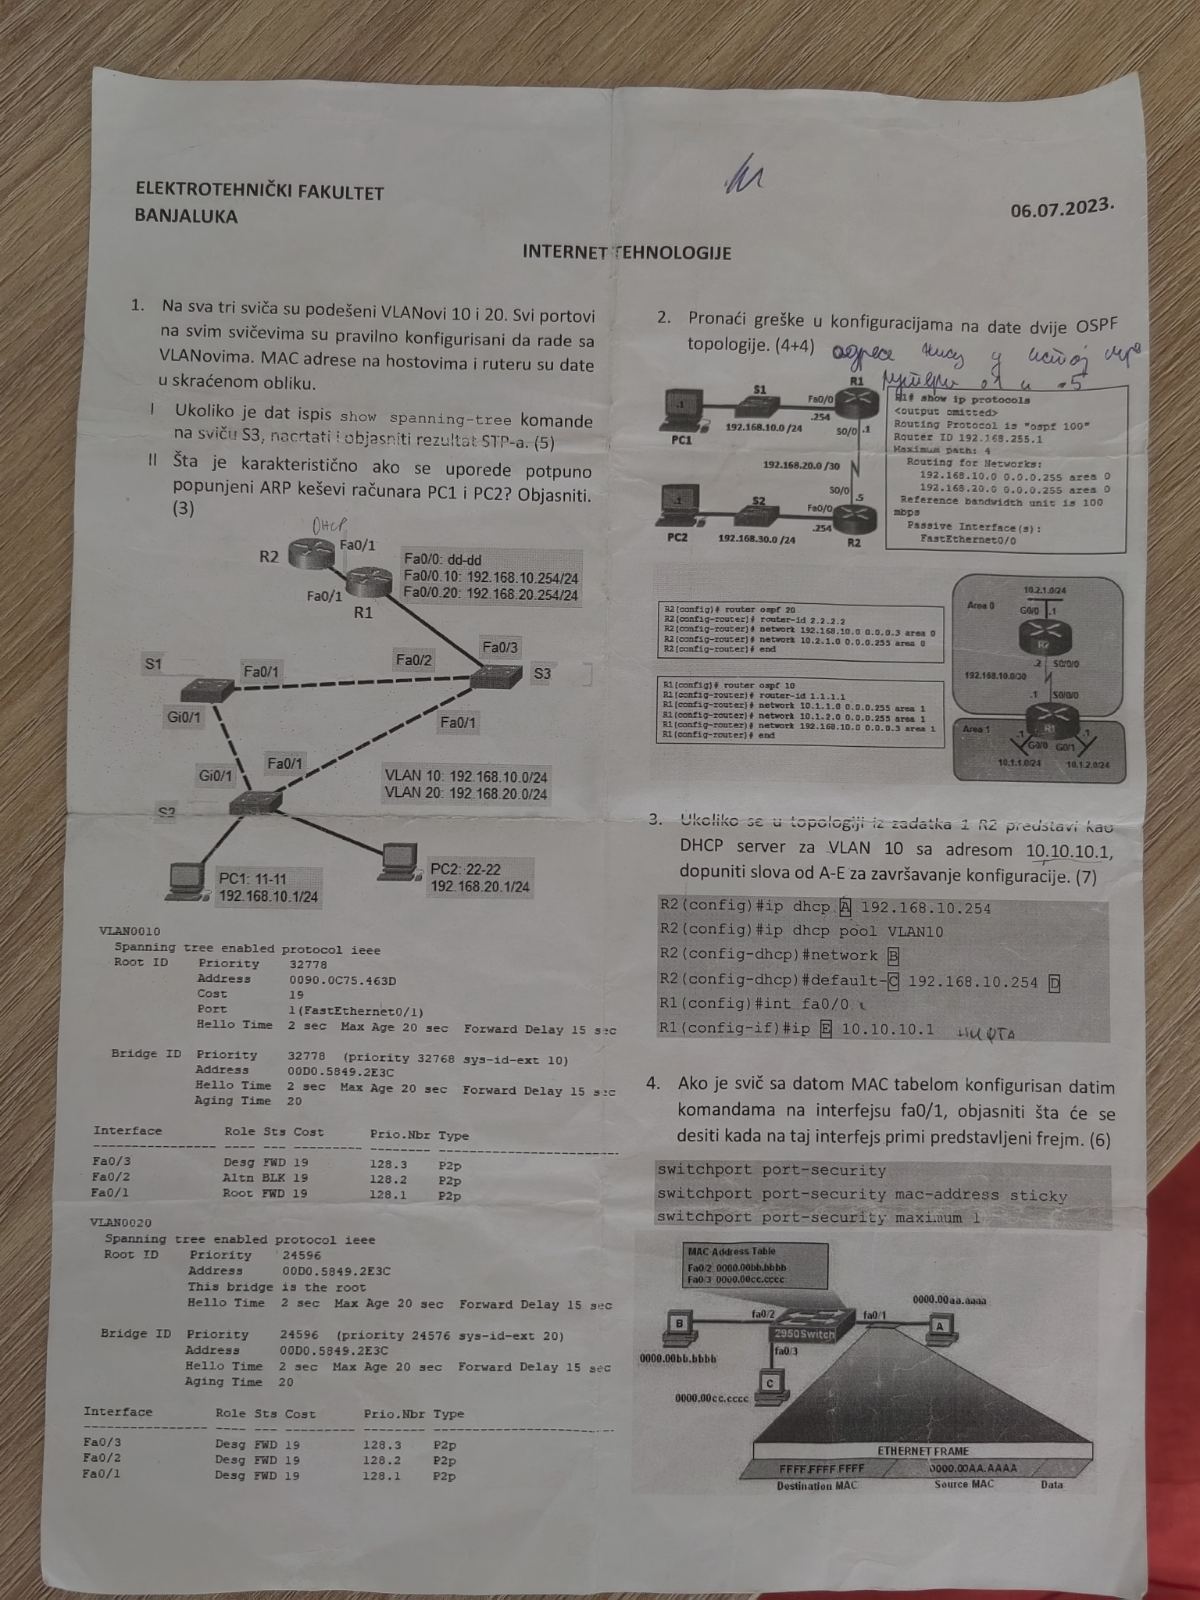 ELEKTROTEHNIČKI FAKULTET
BANJALUKA
06.07.2023.
INTERNET TEHNOLOGIJE
1. Na sva tri sviča su podešeni VLANovi 10 i 20. Svi portovi
na svim svičevima su pravilno konfigurisani da rade sa
VLANovima. MAC adrese na hostovima i ruteru su date
u skraćenom obliku.
I Ukoliko je dat ispis show spanning-tree komande
na sviču S3, nacrtati i objasniti rezultat STP-a. (5)
II Šta je karakteristično ako se uporede potpuno
popunjeni ARP keševi računara PC1 i PC2? Objasniti.
(3)
DHCP
R2
Fa0/1
Fa0/1
R1
Fa0/0: dd-dd
Fa0/0.10: 192.168.10.254/24
Fa0/0.20: 192.168.20.254/24
S1
Fa0/1
Fa0/2
Fa0/3
S3
Gi0/1
Fa0/1
Gi0/1
Fa0/1
S2
VLAN 10: 192.168.10.0/24
VLAN 20: 192.168.20.0/24
PC1: 11-11
192.168.10.1/24
PC2: 22-22
192.168.20.1/24
VLAN0010
Spanning tree enabled protocol ieee
Root ID Priority 32778
Address 0090.0C75.463D
Cost 19
Port 1(FastEthernet0/1)
Hello Time 2 sec Max Age 20 sec Forward Delay 15 sec
Bridge ID Priority 32778 (priority 32768 sys-id-ext 10)
Address 00D0.5849.2E3C
Hello Time 2 sec Max Age 20 sec Forward Delay 15 sec
Aging Time 20
Interface Role Sts Cost Prio.Nbr Type
Fa0/3 Desg FWD 19 128.3 P2p
Fa0/2 Altn BLK 19 128.2 P2p
Fa0/1 Root FWD 19 128.1 P2p
VLAN0020
Spanning tree enabled protocol ieee
Root ID Priority 24596
Address 00D0.5849.2E3C
This bridge is the root
Hello Time 2 sec Max Age 20 sec Forward Delay 15 sec
Bridge ID Priority 24596 (priority 24576 sys-id-ext 20)
Address 00D0.5849.2E3C
Hello Time 2 sec Max Age 20 sec Forward Delay 15 sec
Aging Time 20
Interface Role Sts Cost Prio.Nbr Type
Fa0/3 Desg FWD 19 128.3 P2p
Fa0/2 Desg FWD 19 128.2 P2p
Fa0/1 Desg FWD 19 128.1 P2p
2. Pronaći greške u konfiguracijama na date dvije OSPF
topologije. (4+4)
адресе нису у истој
рутери .1 и .5
PC1
.1
S1
192.168.10.0 /24
Fa0/0
.254
R1
S0/0
.1
192.168.20.0 /30
S0/0
.5
PC2
.1
S2
192.168.30.0 /24
Fa0/0
.254
R2
R1# show ip protocols
<output omitted>
Routing Protocol is "ospf 100"
Router ID 192.168.255.1
Maximum path: 4
Routing for Networks:
192.168.10.0 0.0.0.255 area 0
192.168.20.0 0.0.0.255 area 0
Reference bandwidth unit is 100
mbps
Passive Interface(s):
FastEthernet0/0
R2(config)# router ospf 20
R2(config-router)# router-id 2.2.2.2
R2(config-router)# network 192.168.10.0 0.0.0.3 area 0
R2(config-router)# network 10.2.1.0 0.0.0.255 area 0
R2(config-router)# end
R1(config)# router ospf 10
R1(config-router)# router-id 1.1.1.1
R1(config-router)# network 10.1.1.0 0.0.0.255 area 1
R1(config-router)# network 10.1.2.0 0.0.0.255 area 1
R1(config-router)# network 192.168.10.0 0.0.0.3 area 1
R1(config-router)# end
10.2.1.0/24
Area 0
G0/0 .1
R2
.2 S0/0/0
192.168.10.0/30
.1 S0/0/0
Area 1
R1
.1
.1
G0/0 G0/1
10.1.1.0/24
10.1.2.0/24
3. Ukoliko se u topologiji iz zadatka 1 R2 predstavi kao
DHCP server za VLAN 10 sa adresom 10.10.10.1,
dopuniti slova od A-E za završavanje konfiguracije. (7)
R2(config)#ip dhcp A 192.168.10.254
R2(config)#ip dhcp pool VLAN10
R2(config-dhcp)#network B
R2(config-dhcp)#default-C 192.168.10.254 D
R1(config)#int fa0/0
R1(config-if)#ip E 10.10.10.1
4. Ako je svič sa datom MAC tabelom konfigurisan datim
komandama na interfejsu fa0/1, objasniti šta će se
desiti kada na taj interfejs primi predstavljeni frejm. (6)
switchport port-security
switchport port-security mac-address sticky
switchport port-security maximum 1
MAC Address Table
Fa0/2 0000.00bb.bbbb
Fa0/3 0000.00cc.cccc
B
0000.00bb.bbbb
fa0/2
2950Switch
fa0/1
fa0/3
A
0000.00aa.aaaa
C
0000.00cc.cccc
ETHERNET FRAME
FFFF.FFFF.FFFF 0000.00AA.AAAA
Destination MAC Source MAC Data